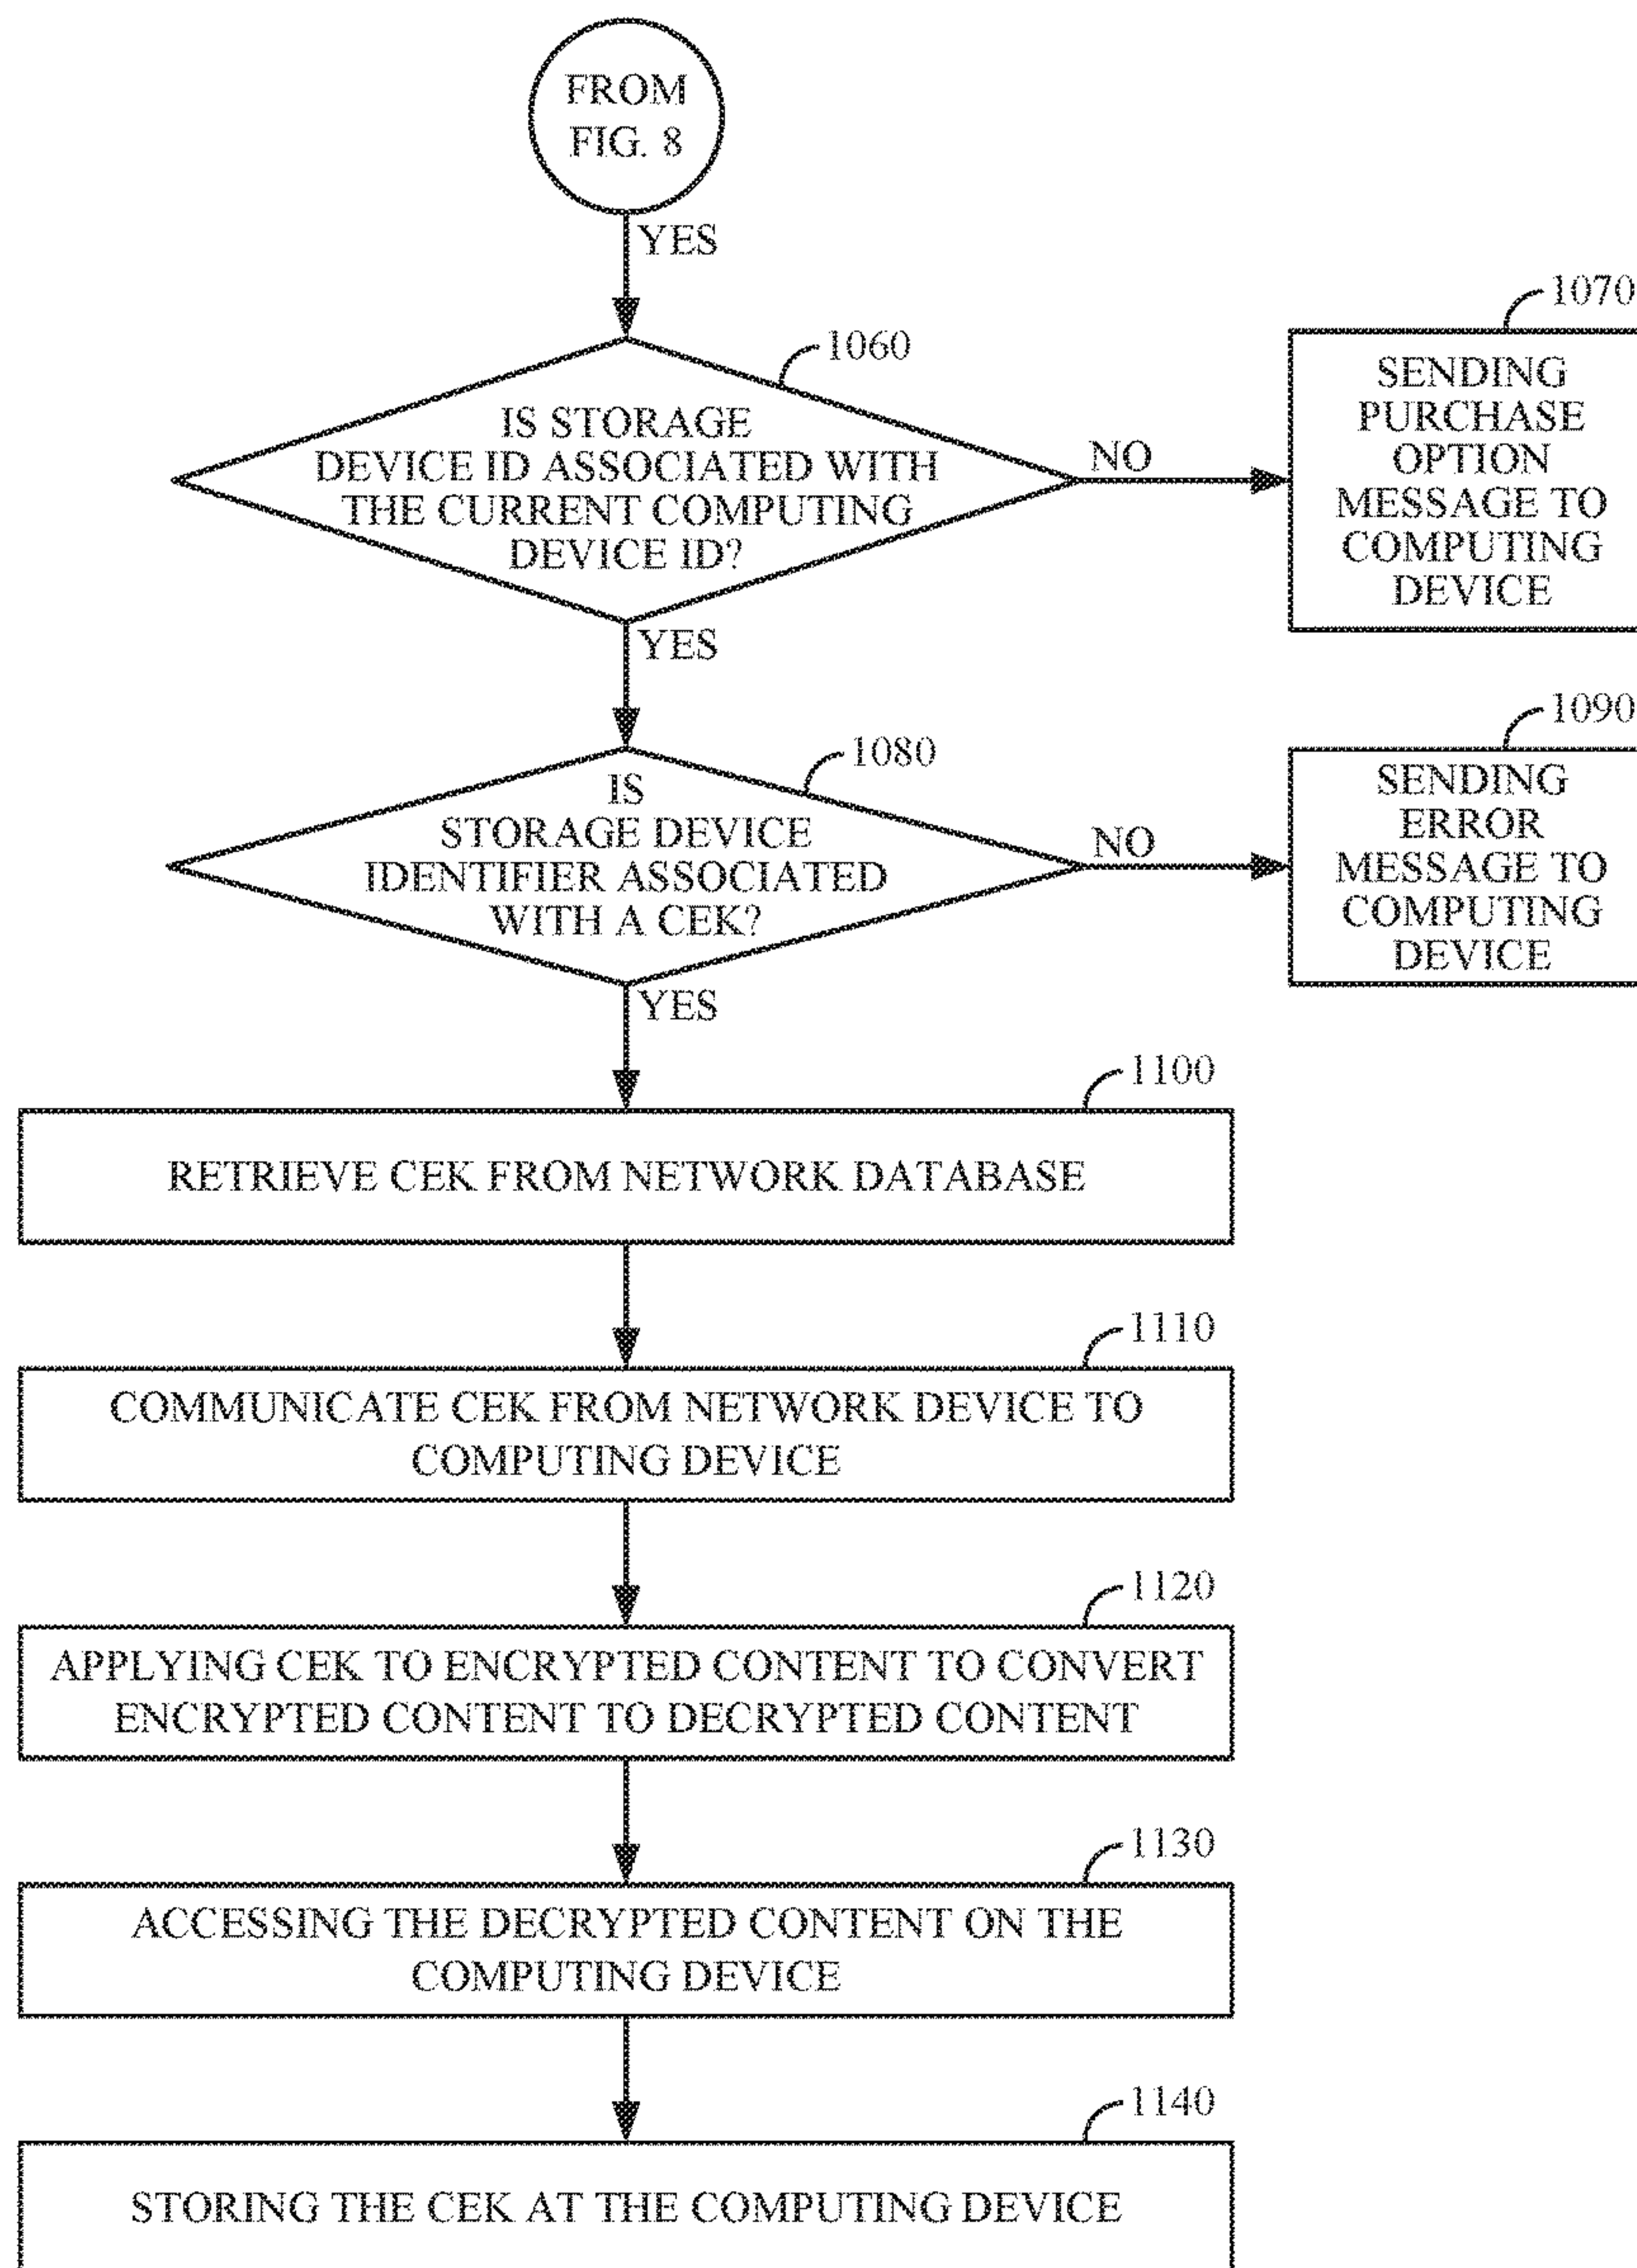 FROM
FIG. 8
YES
1060
IS STORAGE
DEVICE ID ASSOCIATED WITH
THE CURRENT COMPUTING
DEVICE ID?
NO
1070
SENDING
PURCHASE
OPTION
MESSAGE TO
COMPUTING
DEVICE
YES
1080
IS
STORAGE DEVICE
IDENTIFIER ASSOCIATED
WITH A CEK?
NO
1090
SENDING
ERROR
MESSAGE TO
COMPUTING
DEVICE
YES
1100
RETRIEVE CEK FROM NETWORK DATABASE
1110
COMMUNICATE CEK FROM NETWORK DEVICE TO
COMPUTING DEVICE
1120
APPLYING CEK TO ENCRYPTED CONTENT TO CONVERT
ENCRYPTED CONTENT TO DECRYPTED CONTENT
1130
ACCESSING THE DECRYPTED CONTENT ON THE
COMPUTING DEVICE
1140
STORING THE CEK AT THE COMPUTING DEVICE